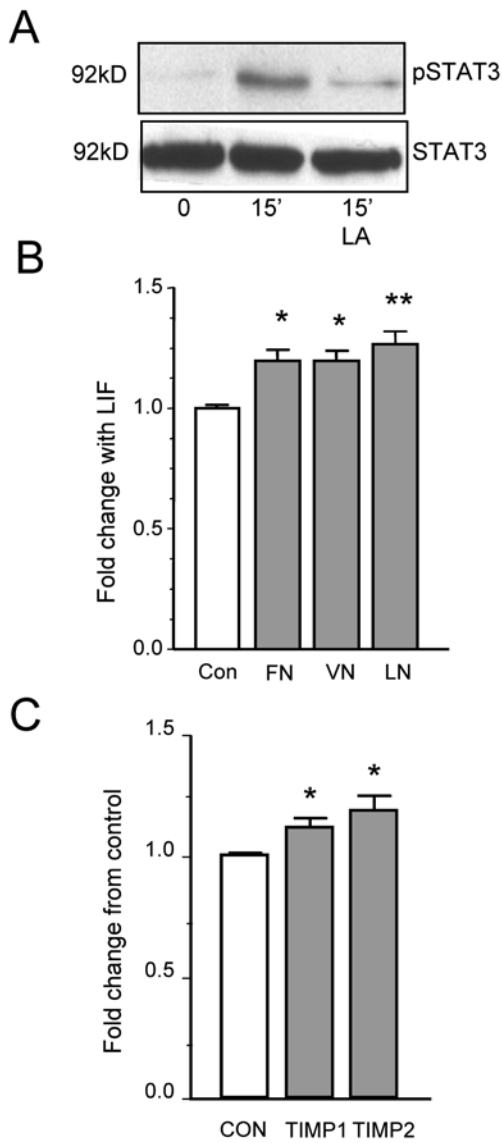 A
92kD pSTAT3
92kD STAT3
0 15' 15'
LA
B
Fold change with LIF
1.5
1.0
0.5
0.0
* * **
Con FN VN LN
C
Fold change from control
1.5
1.0
0.5
0.0
* *
CON TIMP1 TIMP2